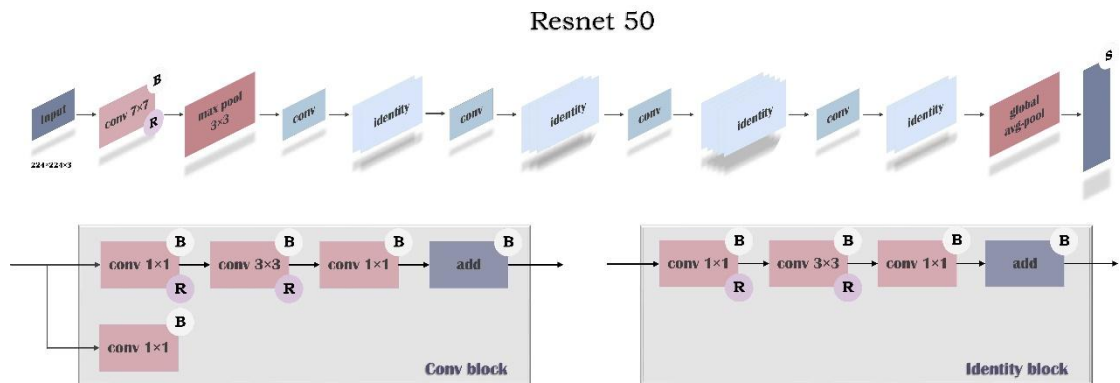 Resnet 50
Input
224×224×3
conv 7×7
B
R
max pool
3×3
conv
identity
conv
identity
conv
identity
conv
identity
global
avg-pool
S
conv 1×1
B
R
conv 3×3
B
R
conv 1×1
B
add
B
conv 1×1
B
Conv block
conv 1×1
B
R
conv 3×3
B
R
conv 1×1
B
add
B
Identity block